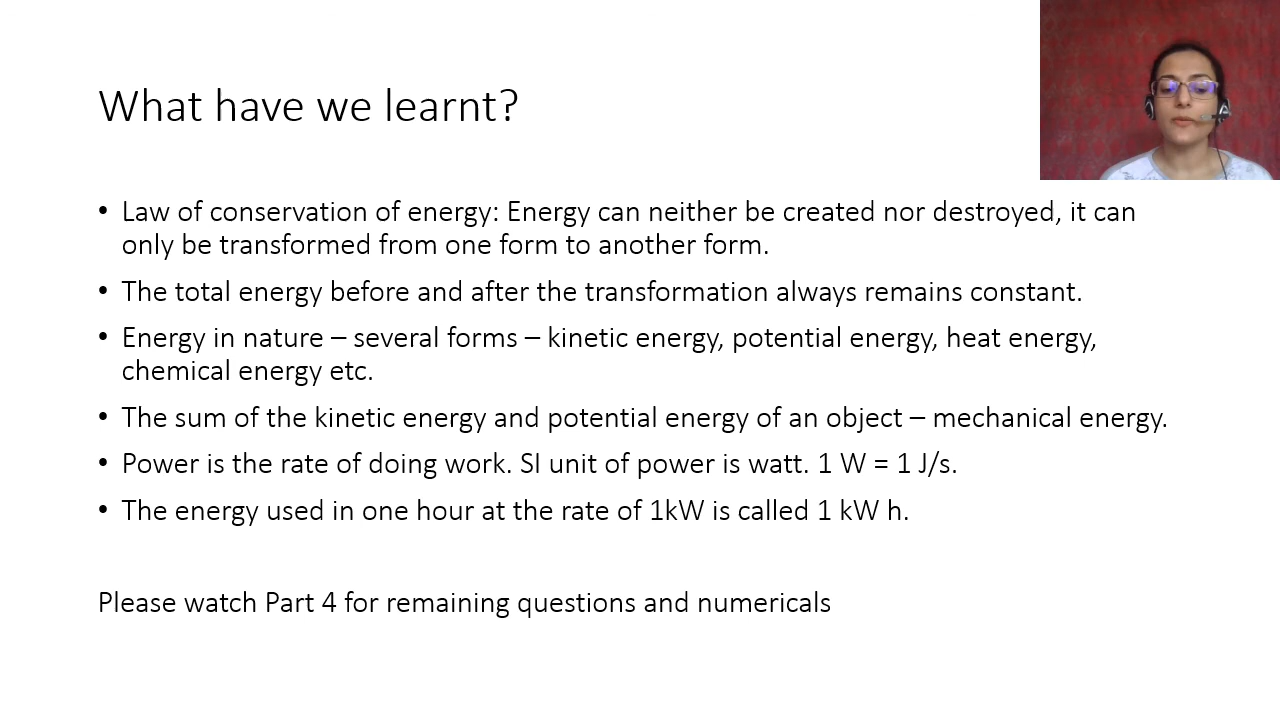 What have we learnt?
• Law of conservation of energy: Energy can neither be created nor destroyed, it can
only be transformed from one form to another form.
• The total energy before and after the transformation always remains constant.
• Energy in nature – several forms – kinetic energy, potential energy, heat energy,
chemical energy etc.
• The sum of the kinetic energy and potential energy of an object – mechanical energy.
• Power is the rate of doing work. SI unit of power is watt. 1 W = 1 J/s.
• The energy used in one hour at the rate of 1kW is called 1 kW h.
Please watch Part 4 for remaining questions and numericals